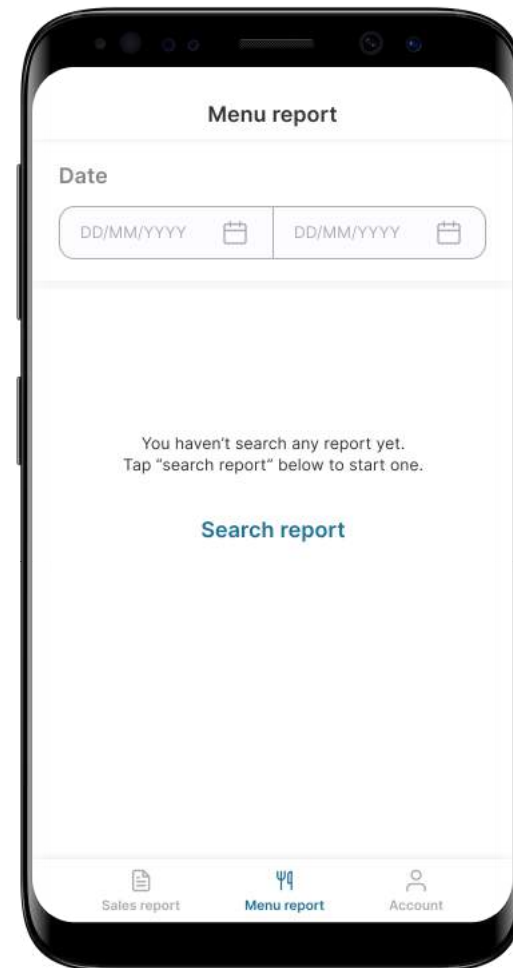 Menu report
Date
DD/MM/YYYY DD/MM/YYYY
You haven't search any report yet.
Tap "search report" below to start one.
Search report
Sales report Menu report Account